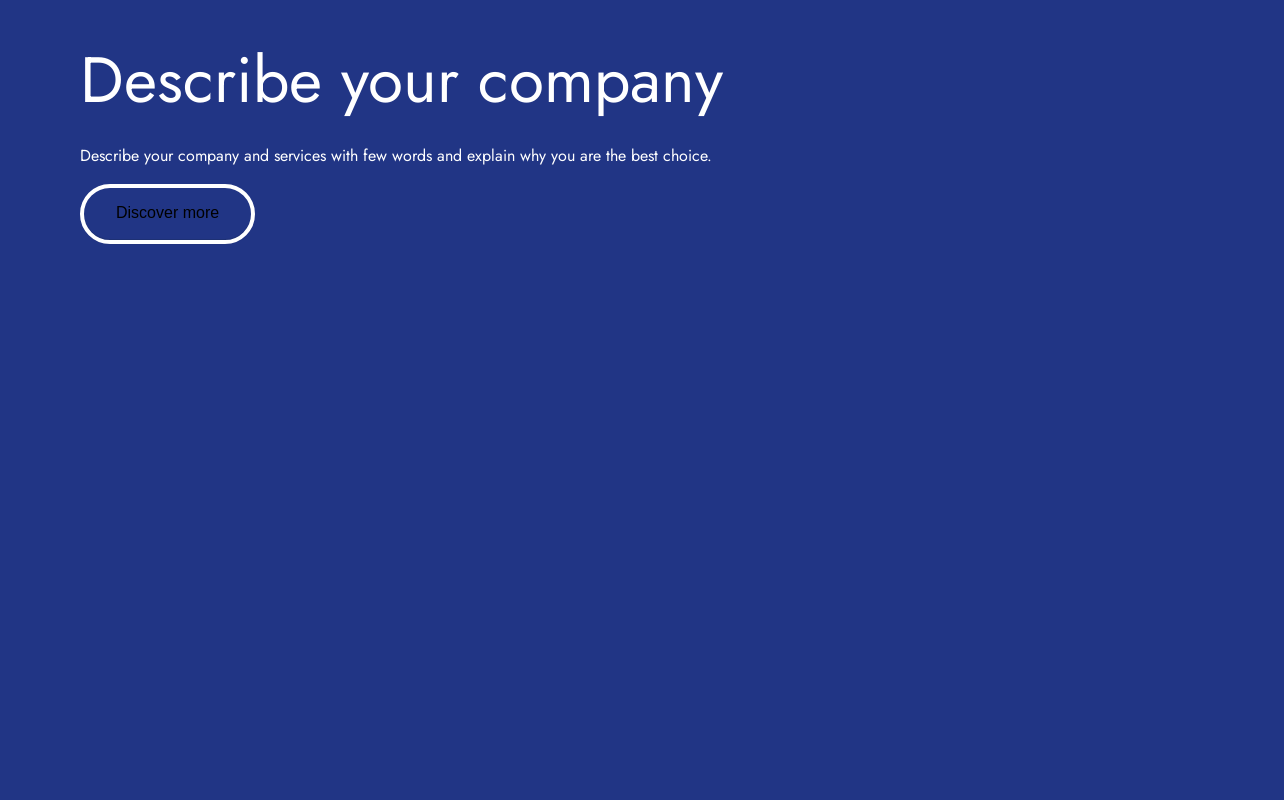 Describe your company
Describe your company and services with few words and explain why you are the best choice.
Discover more